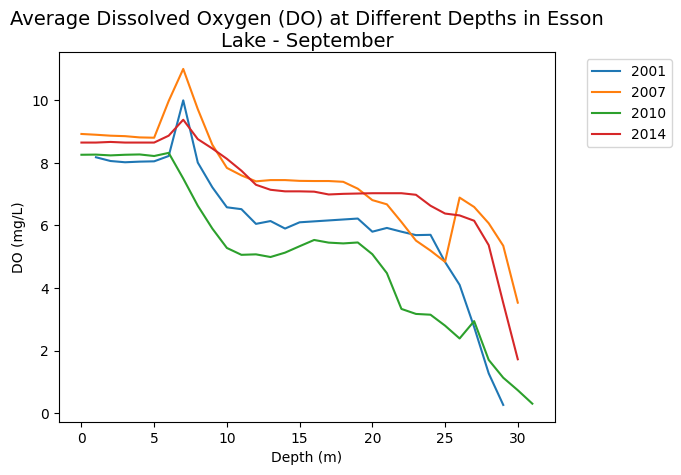 Average Dissolved Oxygen (DO) at Different Depths in Esson
Lake - September
2001
2007
2010
2014
DO (mg/L)
10
8
6
4
2
0
0 5 10 15 20 25 30
Depth (m)